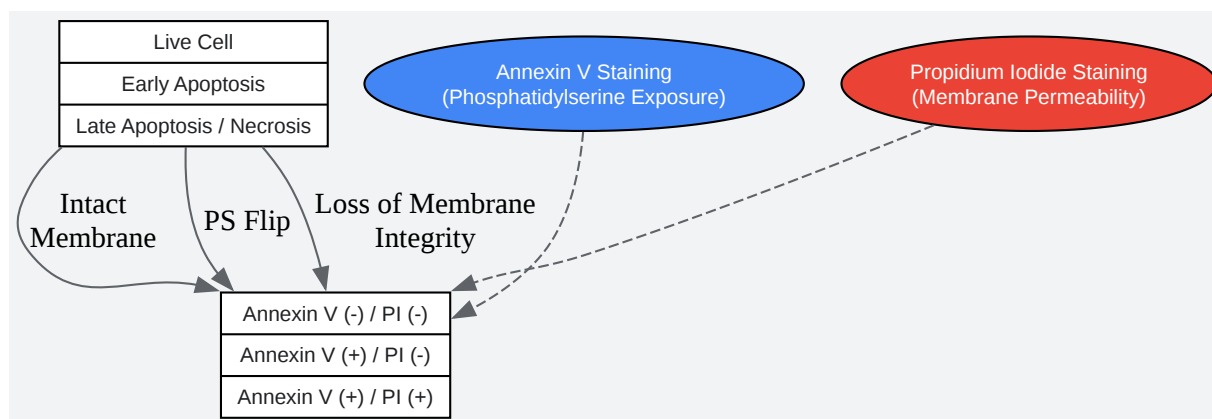 Live Cell
Early Apoptosis
Late Apoptosis / Necrosis
Annexin V Staining
(Phosphatidylserine Exposure)
Propidium Iodide Staining
(Membrane Permeability)
Intact
Membrane
PS Flip
Loss of Membrane
Integrity
Annexin V (-) / PI (-)
Annexin V (+) / PI (-)
Annexin V (+) / PI (+)